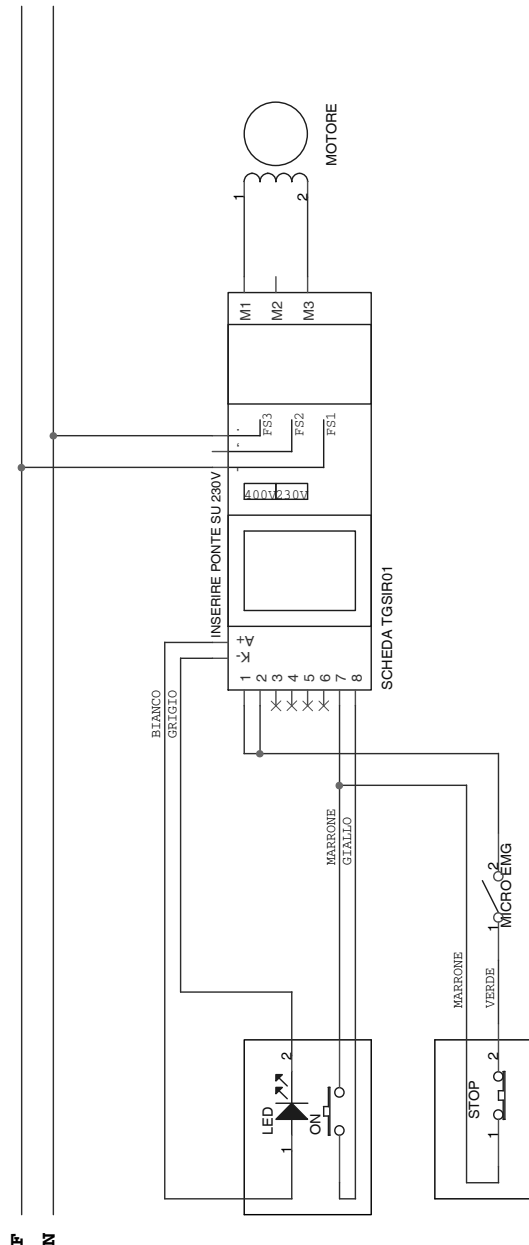 F
N
MOTORE
1
2
M1
M2
M3
FS3
FS2
FS1
400V
230V
INSERIRE PONTE SU 230V
SCHEDA TGSIR01
A+
K-
1
2
3
4
5
6
7
8
BIANCO
GRIGIO
MARRONE
GIALLO
MICRO EMG
1
2
MARRONE
VERDE
LED
1
2
ON
STOP
1
2